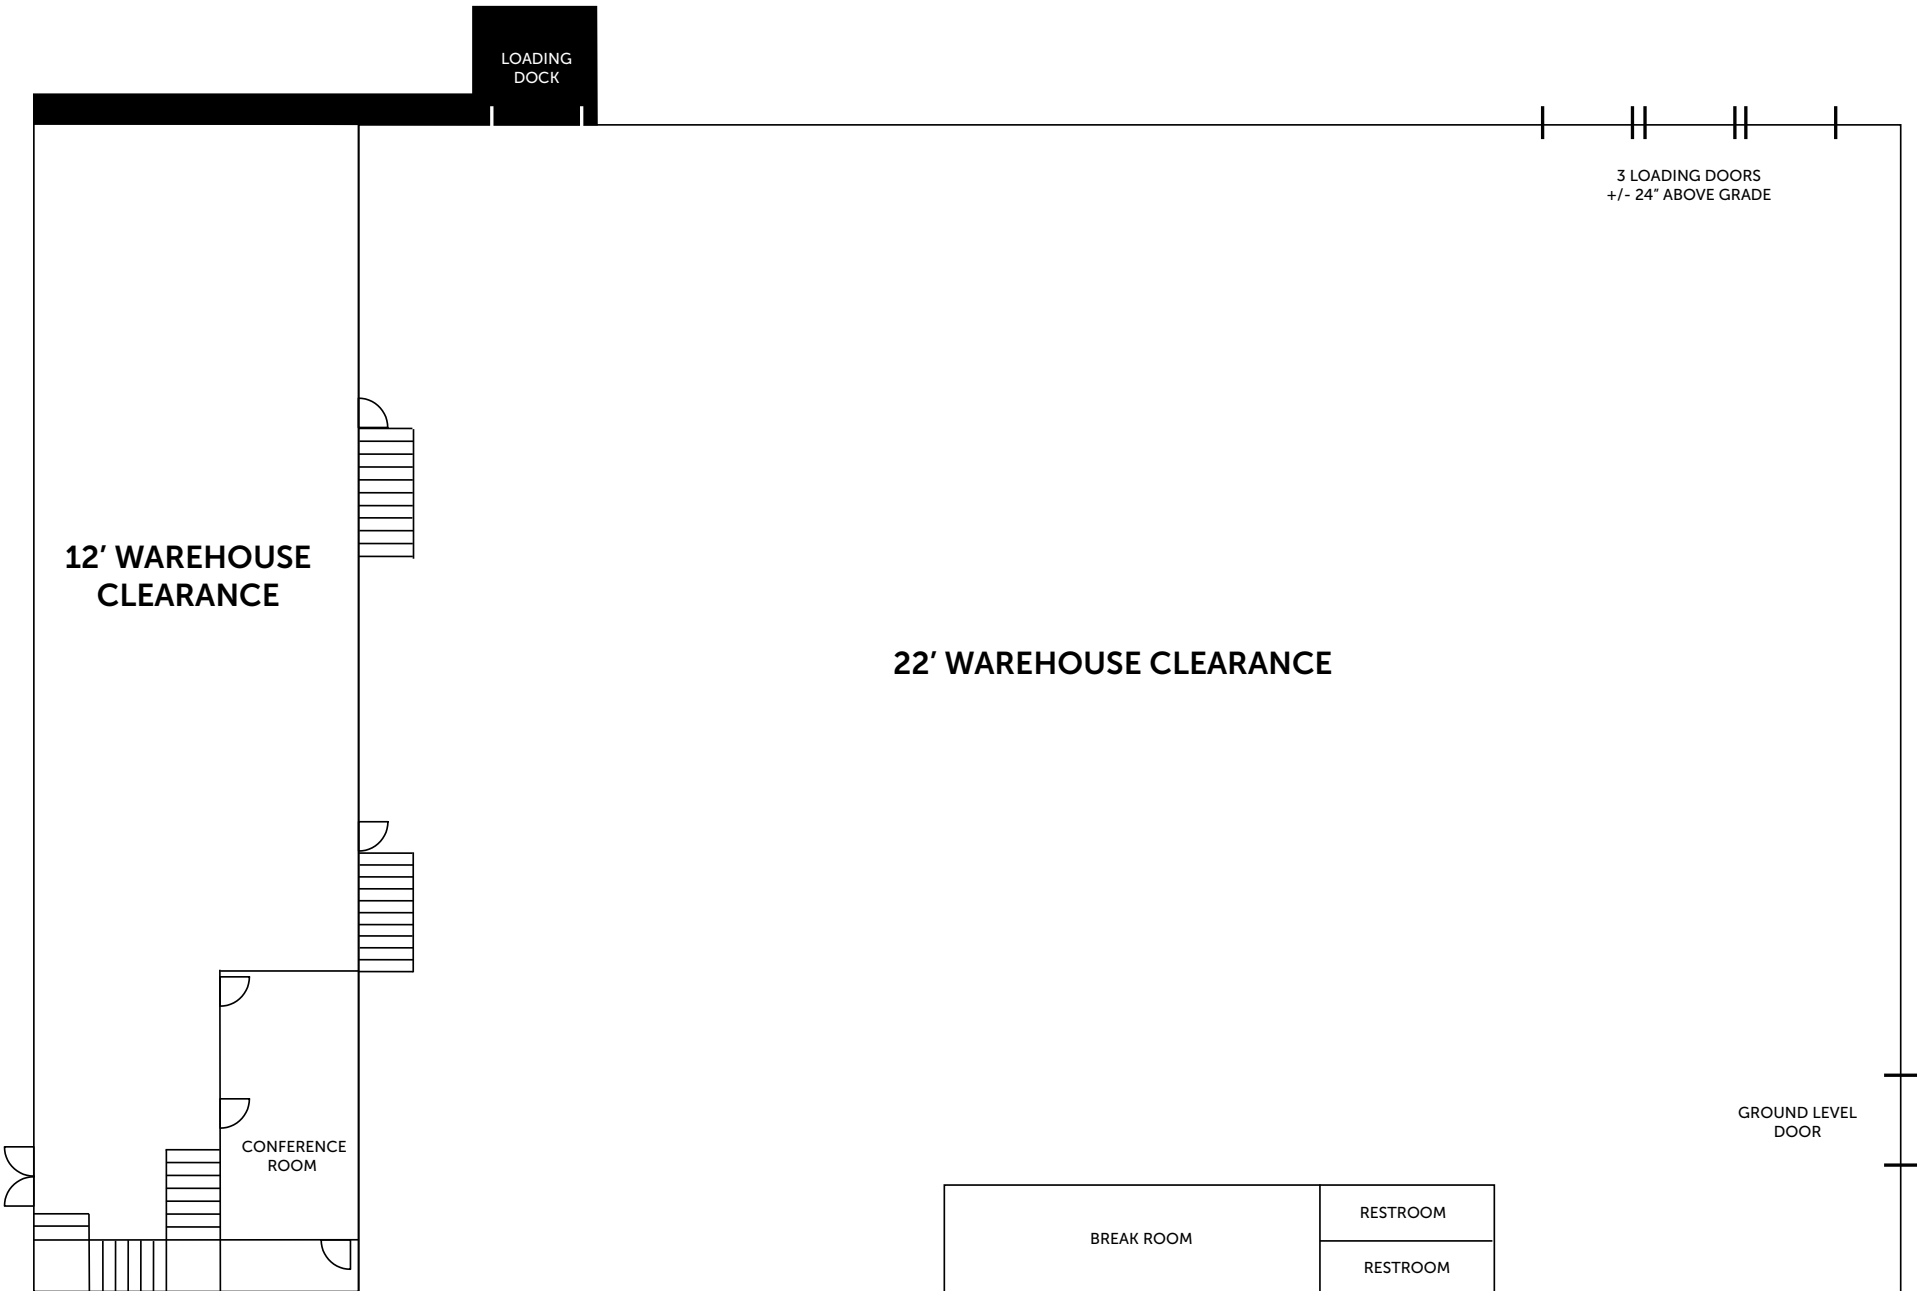 LOADING
DOCK
3 LOADING DOORS
+/- 24” ABOVE GRADE
12’ WAREHOUSE
CLEARANCE
22’ WAREHOUSE CLEARANCE
GROUND LEVEL
DOOR
CONFERENCE
ROOM
BREAK ROOM
RESTROOM
RESTROOM